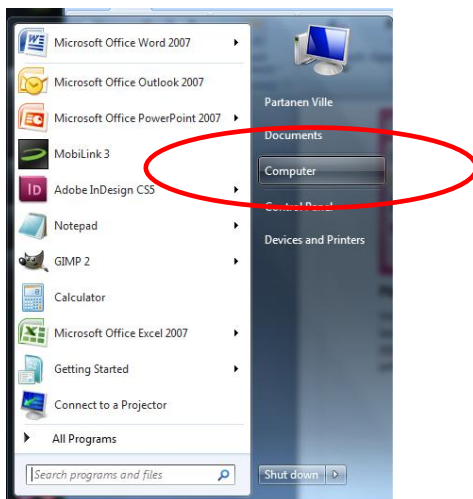 Microsoft Office Word 2007
Microsoft Office Outlook 2007
Microsoft Office PowerPoint 2007
MobiLink 3
Adobe InDesign CS5
Notepad
GIMP 2
Calculator
Microsoft Office Excel 2007
Getting Started
Connect to a Projector
All Programs
Search programs and files
Partanen Ville
Documents
Computer
Control Panel
Devices and Printers
Shut down